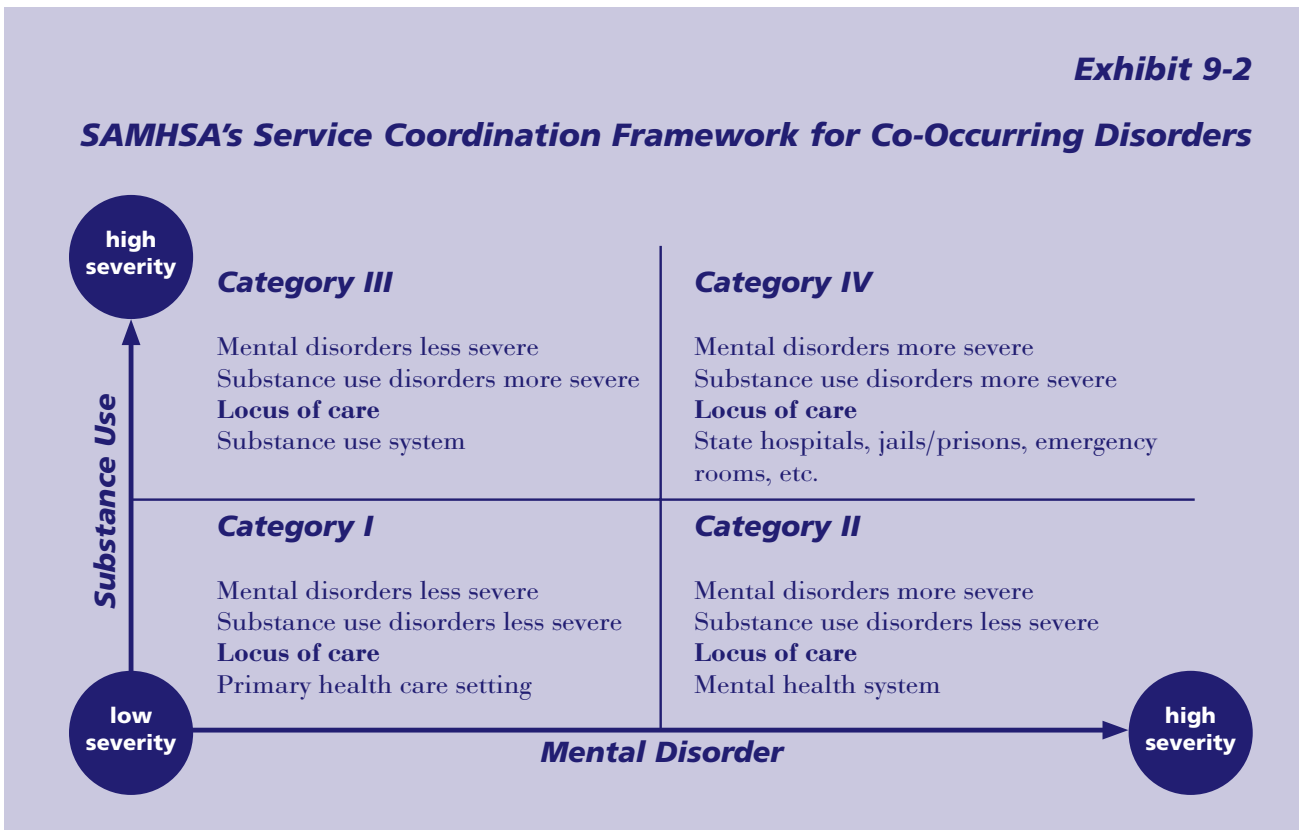 Exhibit 9-2
SAMHSA's Service Coordination Framework for Co-Occurring Disorders
high
severity
Category III
Mental disorders less severe
Substance use disorders more severe
Locus of care
Substance use system
Category IV
Mental disorders more severe
Substance use disorders more severe
Locus of care
State hospitals, jails/prisons, emergency
rooms, etc.
Substance Use
Category I
Mental disorders less severe
Substance use disorders less severe
Locus of care
Primary health care setting
Category II
Mental disorders more severe
Substance use disorders less severe
Locus of care
Mental health system
low
severity
Mental Disorder
high
severity